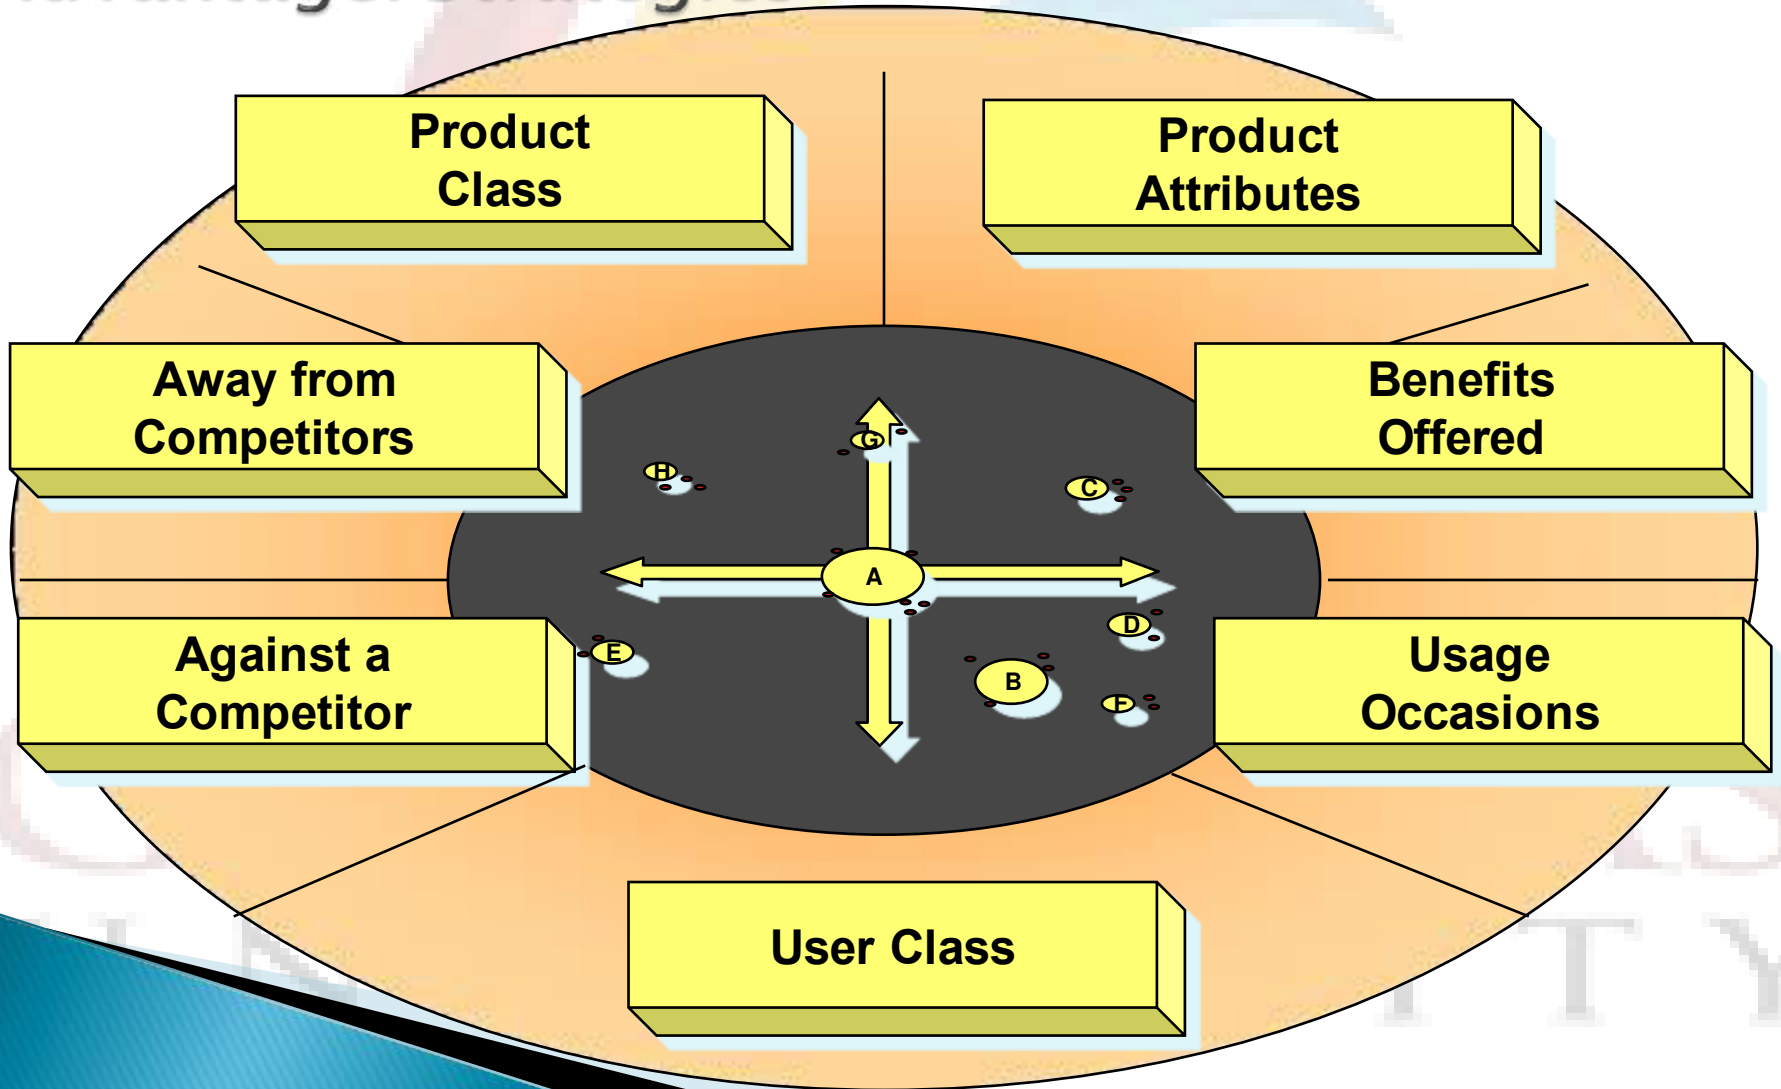 Product
Class
Product
Attributes
Away from
Competitors
Benefits
Offered
G
H
C
A
Against a
Competitor
E
D
B
F
Usage
Occasions
User Class